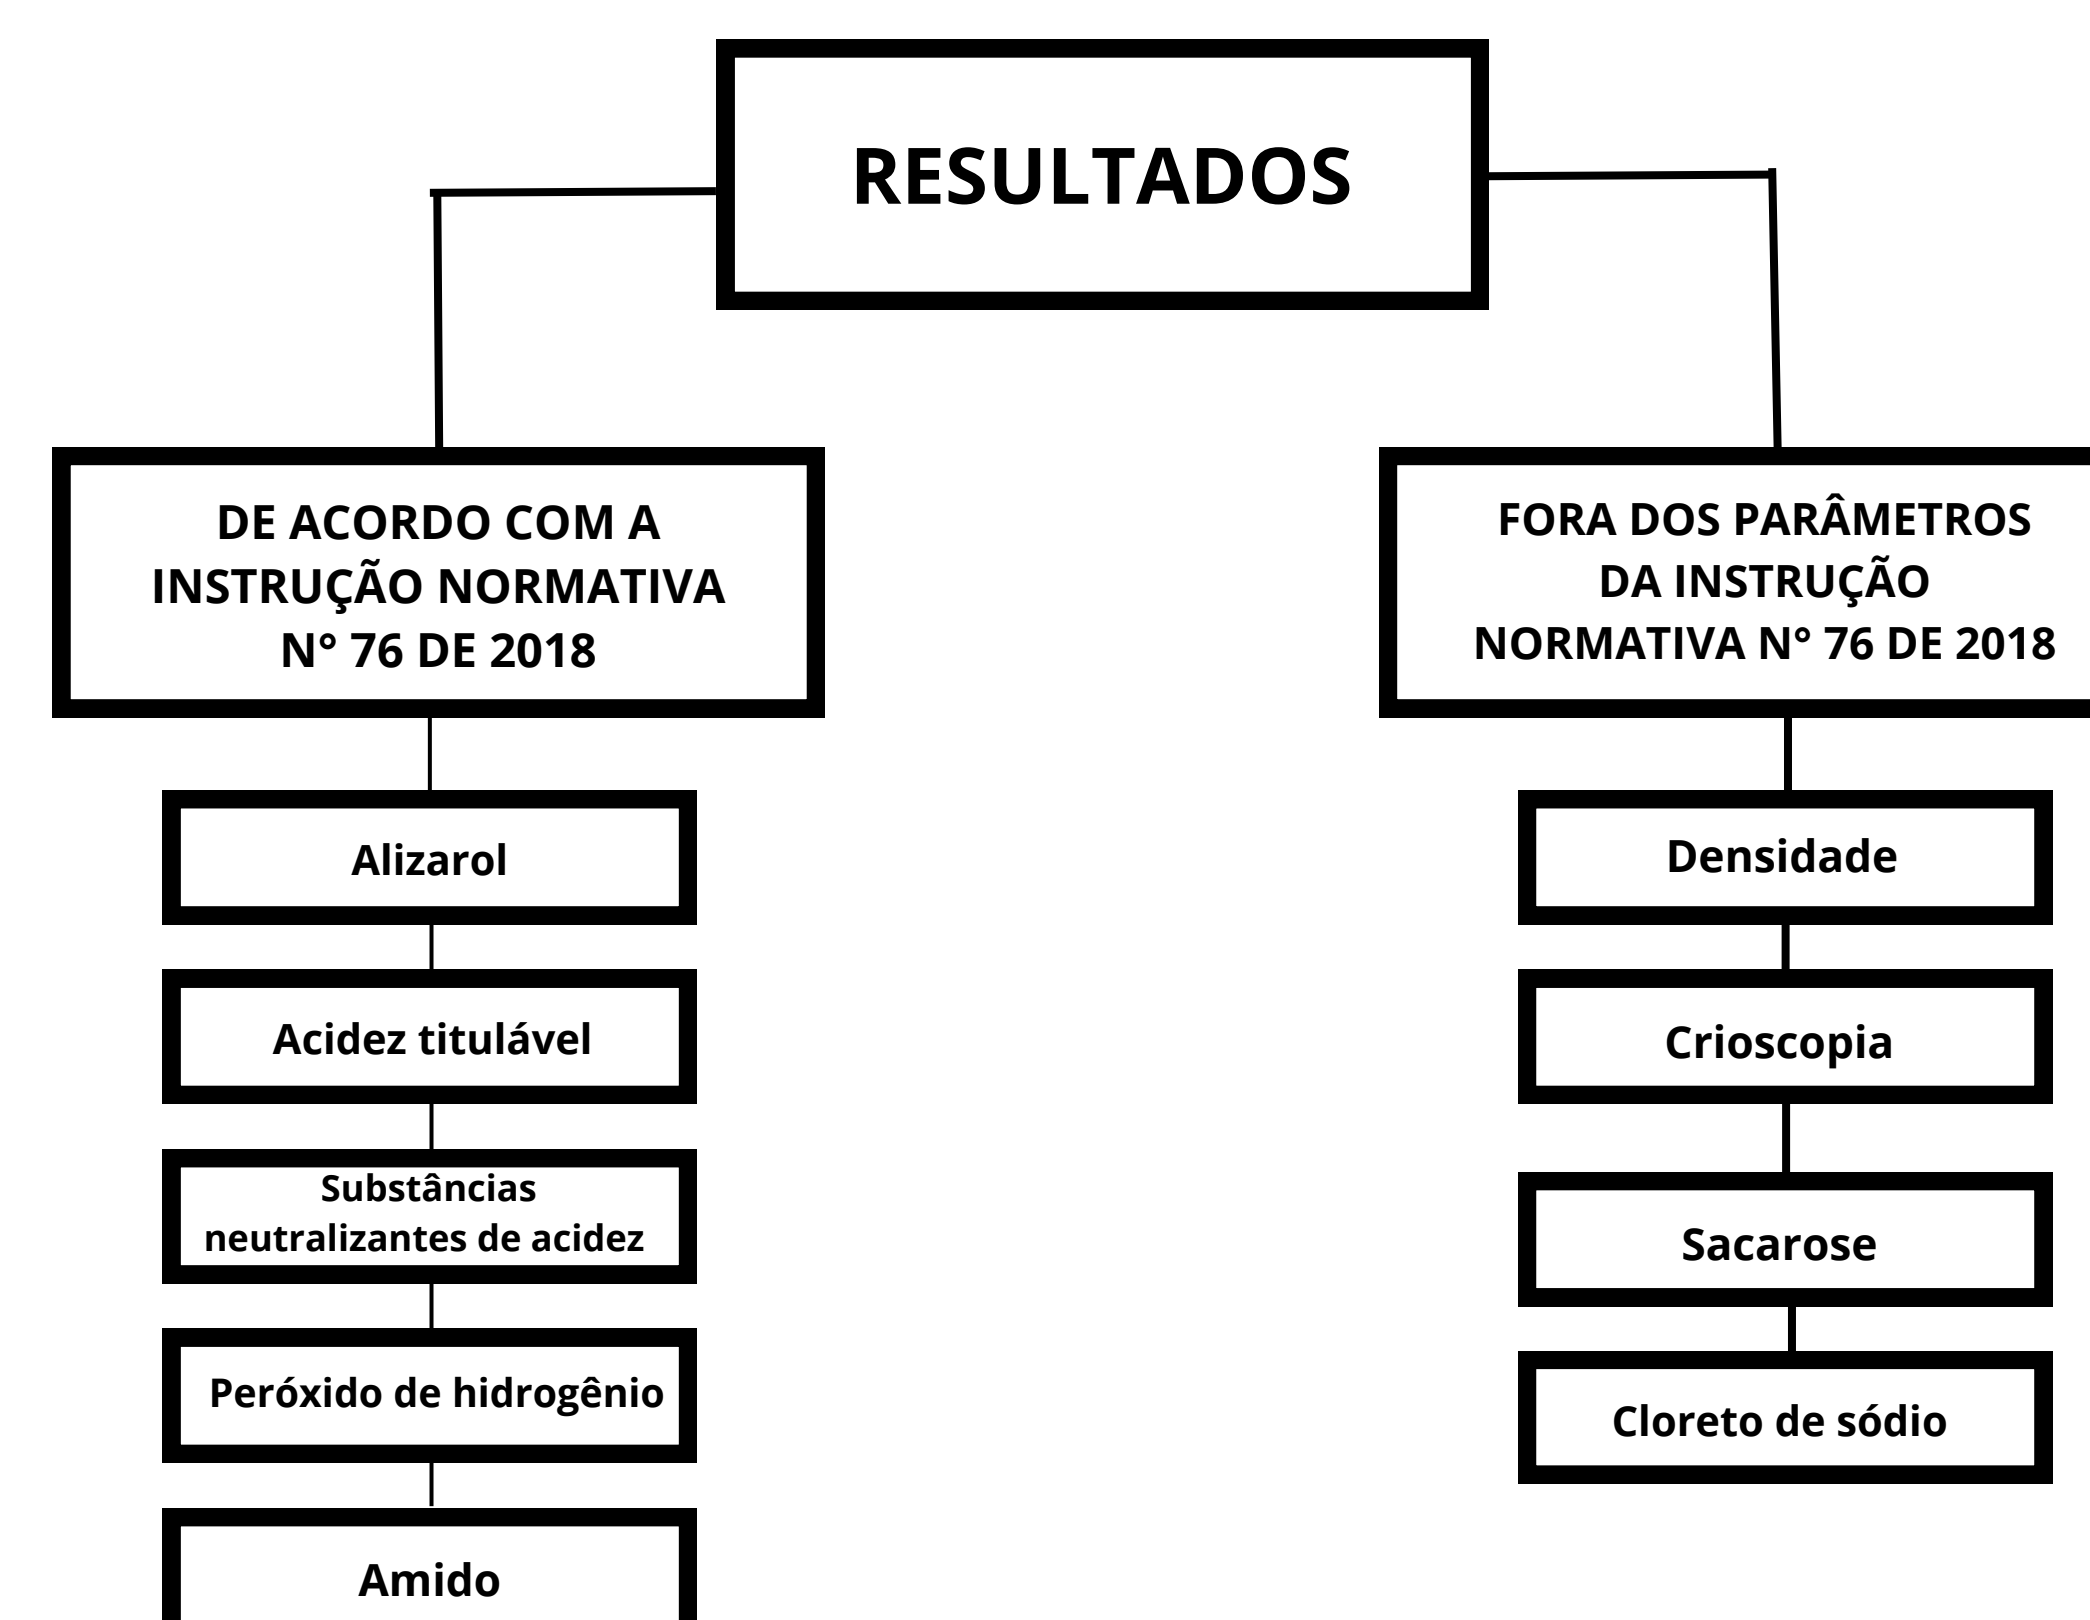 RESULTADOS
DE ACORDO COM A
INSTRUÇÃO NORMATIVA
N° 76 DE 2018
Alizarol
Acidez titulável
Substâncias
neutralizantes de acidez
Peróxido de hidrogênio
Amido
FORA DOS PARÂMETROS
DA INSTRUÇÃO
NORMATIVA N° 76 DE 2018
Densidade
Crioscopia
Sacarose
Cloreto de sódio